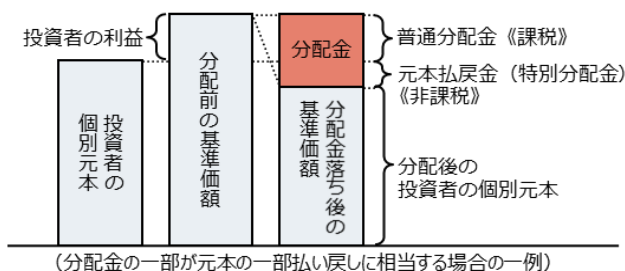 投資者の利益
投資者の
個別元本
分配前の基準価額
分配金
分配金落ち後の
基準価額
普通分配金《課税》
元本払戻金（特別分配金）
《非課税》
分配後の
投資者の個別元本
（分配金の一部が元本の一部払い戻しに相当する場合の一例）